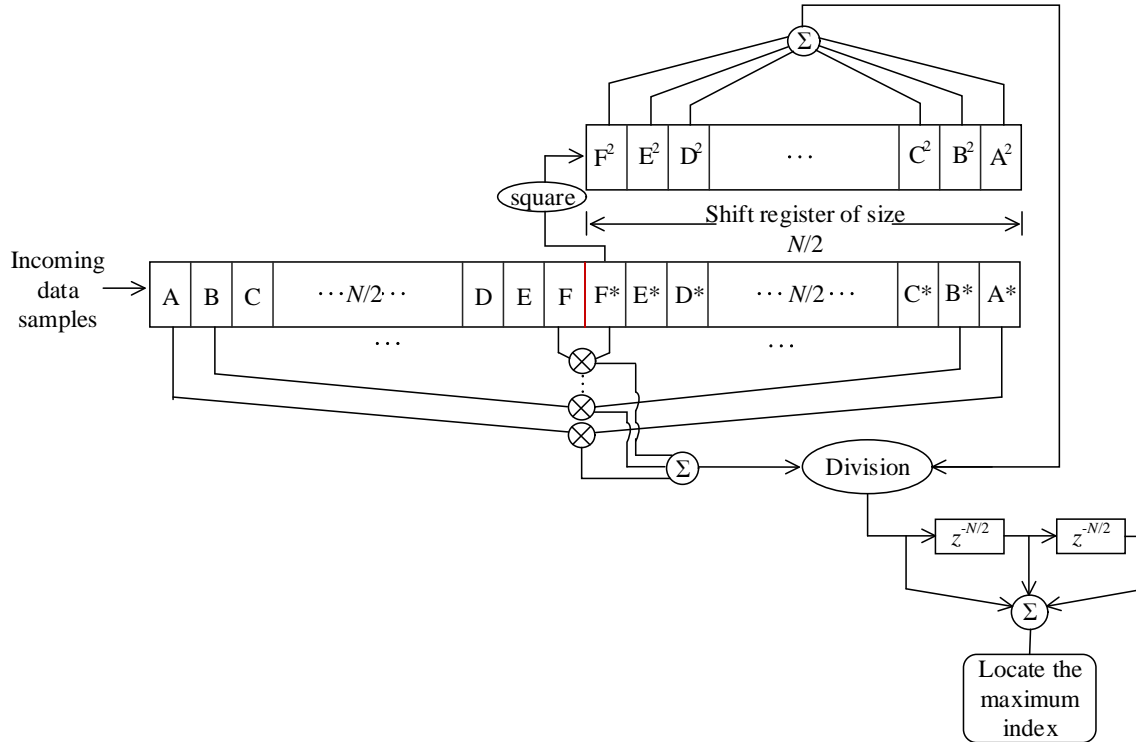 Σ
F² E² D² ⋯ C² B² A²
square
Shift register of size
N/2
Incoming
data
samples
A B C ⋯N/2⋯ D E F F* E* D* ⋯N/2⋯ C* B* A*
⋯ ⋯
Σ
Division
z^-N/2 z^-N/2
Σ
Locate the
maximum
index